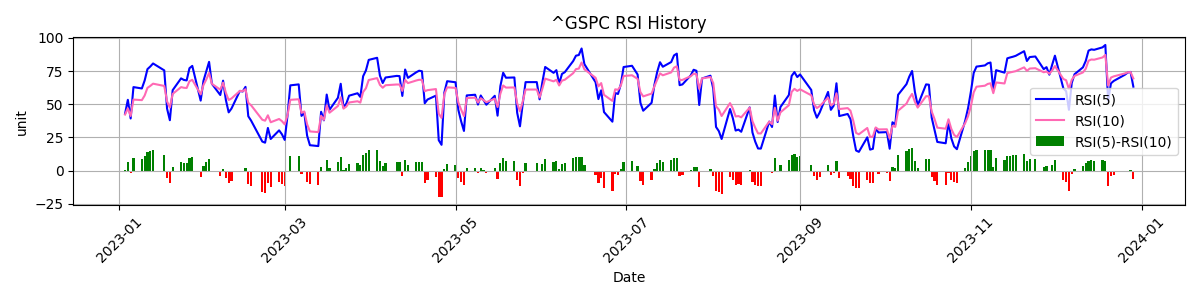 ^GSPC RSI History
unit
100
75
50
25
0
−25
RSI(5)
RSI(10)
RSI(5)-RSI(10)
2023-01
2023-03
2023-05
2023-07
2023-09
2023-11
2024-01
Date